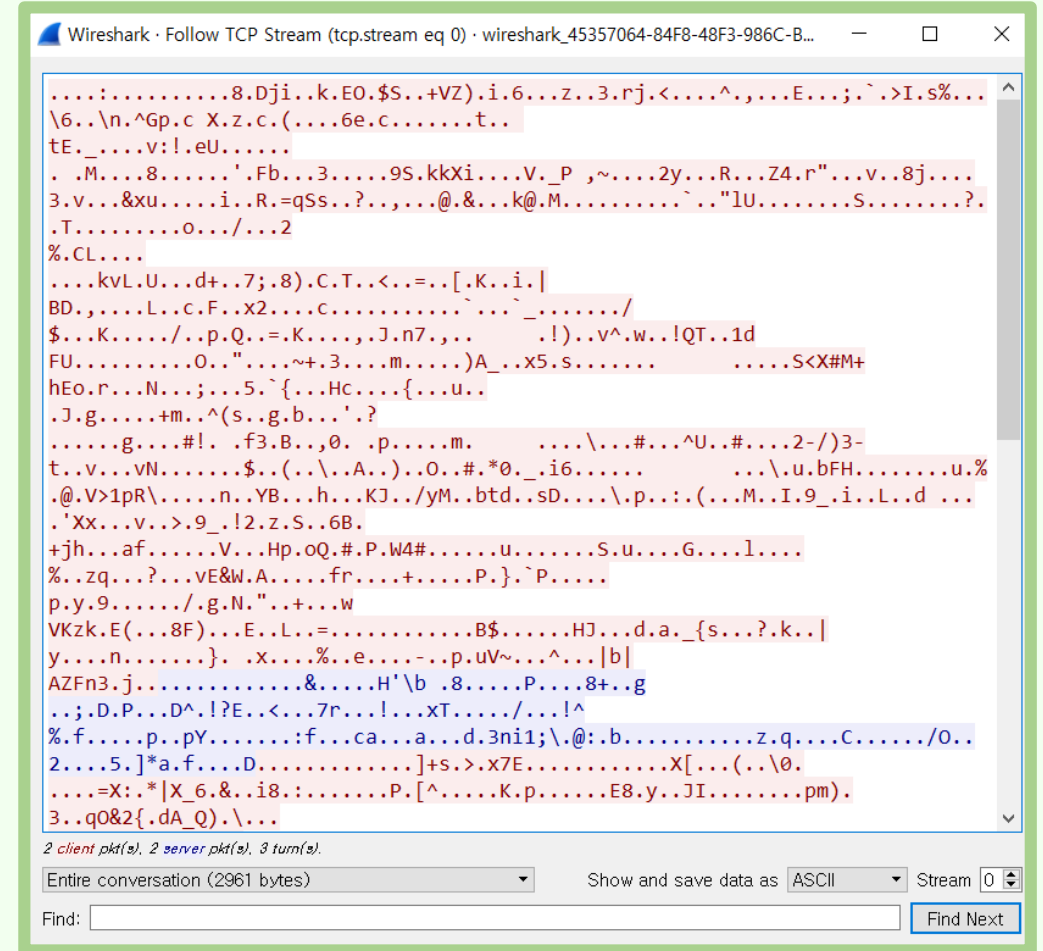 Wireshark · Follow TCP Stream (tcp.stream eq 0) · wireshark_45357064-84F8-48F3-986C-B...
....:..........8.Dji..k.EO.$S..+VZ).i.6...z..3.rj.<....^.,...E...;.`.>I.s%...
\6..\n.^Gp.c X.z.c.(....6e.c.......t..
tE._....v:!.eU......
. .M....8......'.Fb...3.....9S.kkXi....V._P ,~....2y...R...Z4.r"...v..8j....
3.v...&xu.....i..R.=qSs..?..,...@.&...k@.M..........`.."lU........S........?.
.T.........o.../...2
%.CL....
....kvL.U...d+..7;.8).C.T..<..=..[.K..i.|
BD.,....L..c.F..x2....c...........`...`_......./
$...K...../..p.Q..=.K....,.J.n7.,..    .!)..v^.w..!QT..1d
FU..........O.."....~+.3....m.....)A_..x5.s.......    .....S<X#M+
hEo.r...N...;...5.`{...Hc....{...u..
.J.g.....+m..^(s..g.b...'.?
......g....#!. .f3.B..,0. .p.....m.    ....\...#...^U..#....2-/)3-
t..v...vN.......$..(..\..A..)..O..#.*0._.i6......    ...\.u.bFH........u.%
.@.V>1pR\.....n..YB...h...KJ../yM..btd..sD....\.p..:.(...M..I.9_.i..L..d ...
.'Xx...v..>.9_.!2.z.S..6B.
+jh...af......V...Hp.oQ.#.P.W4#......u.......S.u....G....l....
%..zq...?...vE&W.A.....fr....+.....P.}.`P.....
p.y.9....../.g.N."..+...w
VKzk.E(...8F)...E..L..=............B$......HJ...d.a._{s...?.k..|
y....n.......}. .x....%..e....-..p.uV~...^...|b|
AZFn3.j..............&.....H'\b .8.....P....8+..g
..;.D.P...D^.!?E..<...7r...!...xT...../...!^
%.f.....p..pY.......:f...ca...a...d.3ni1;\.@:.b...........z.q....C....../O..
2....5.]*a.f....D.............]+s.>.x7E............X[...(..\0.
....=X:.*|X_6.&..i8.:.......P.[^.....K.p......E8.y..JI........pm).
3..qO&2{.dA_Q).\...
2 client pkt(s), 2 server pkt(s), 3 turn(s).
Entire conversation (2961 bytes) Show and save data as ASCII Stream 0
Find: Find Next